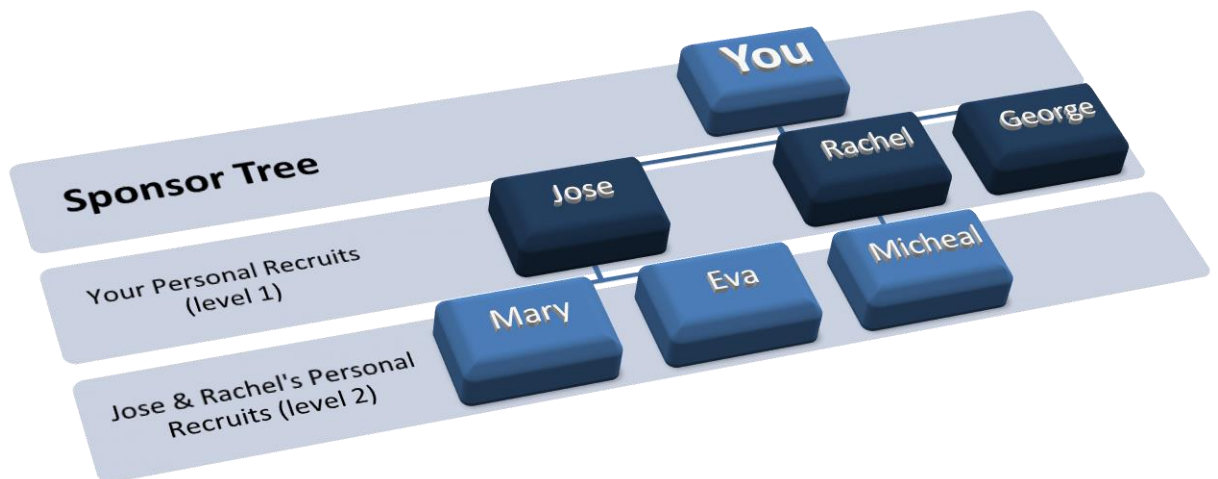 You
Sponsor Tree
George
Rachel
Jose
Your Personal Recruits
(level 1)
Micheal
Eva
Mary
Jose & Rachel's Personal
Recruits (level 2)